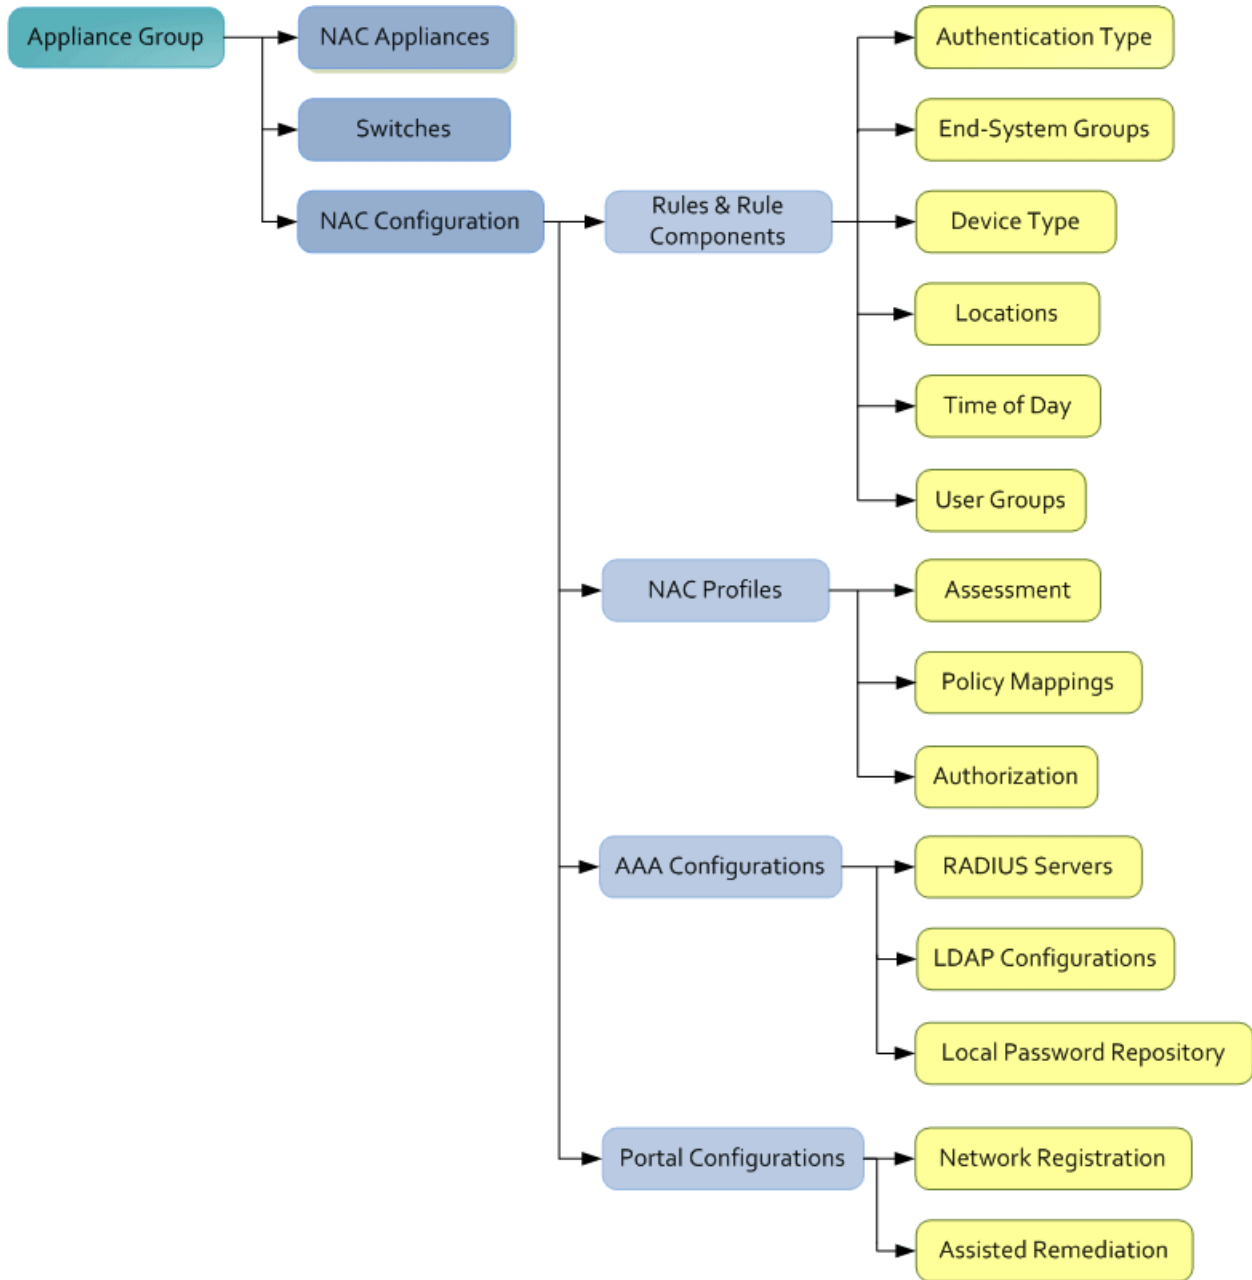 Appliance Group
NAC Appliances
Switches
NAC Configuration
Rules & Rule
Components
Authentication Type
End-System Groups
Device Type
Locations
Time of Day
User Groups
NAC Profiles
Assessment
Policy Mappings
Authorization
AAA Configurations
RADIUS Servers
LDAP Configurations
Local Password Repository
Portal Configurations
Network Registration
Assisted Remediation